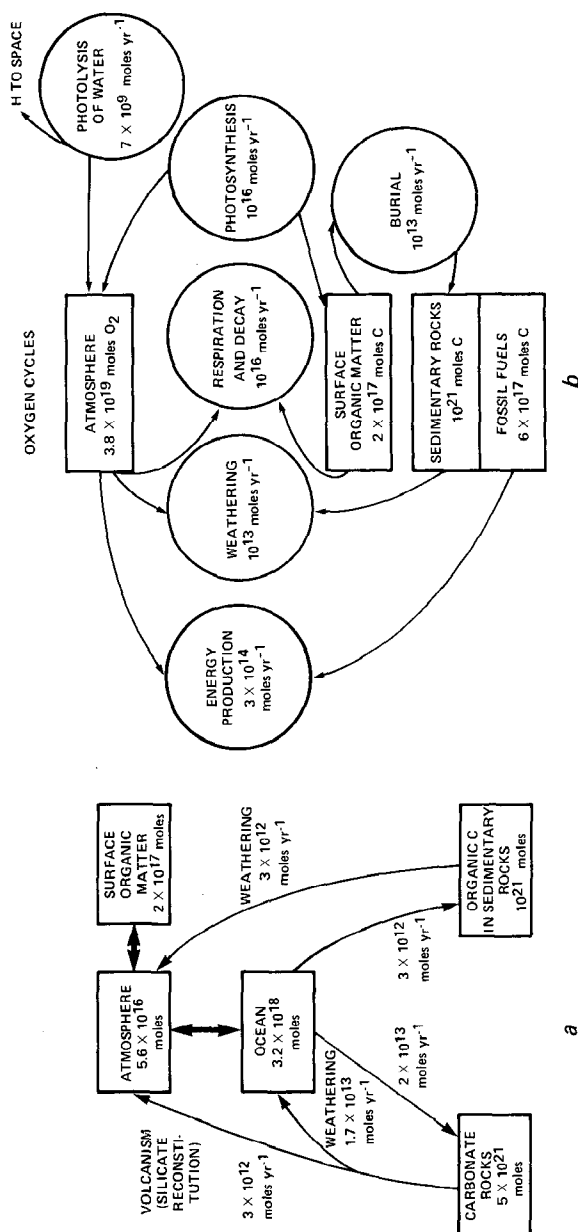 VOLCANISM
(SILICATE
RECONSTI-
TUTION)
3 X 10¹²
moles yr⁻¹
ATMOSPHERE
5.6 X 10¹⁶
moles
SURFACE
ORGANIC
MATTER
2 X 10¹⁷ moles
OCEAN
3.2 X 10¹⁸
moles
WEATHERING
3 X 10¹²
moles yr⁻¹
WEATHERING
1.7 X 10¹³
moles yr⁻¹
2 X 10¹³
moles yr⁻¹
3 X 10¹²
moles yr⁻¹
CARBONATE
ROCKS
5 X 10²¹
moles
ORGANIC C
IN SEDIMENTARY
ROCKS
10²¹ moles
a
OXYGEN CYCLES
H TO SPACE
ATMOSPHERE
3.8 X 10¹⁹ moles O₂
PHOTOLYSIS
OF WATER
7 X 10⁹ moles yr⁻¹
ENERGY
PRODUCTION
3 X 10¹⁴
moles yr⁻¹
WEATHERING
10¹³ moles yr⁻¹
RESPIRATION
AND DECAY
10¹⁶ moles yr⁻¹
PHOTOSYNTHESIS
10¹⁶ moles yr⁻¹
SURFACE
ORGANIC MATTER
2 X 10¹⁷ moles C
BURIAL
10¹³ moles yr⁻¹
SEDIMENTARY ROCKS
10²¹ moles C
FOSSIL FUELS
6 X 10¹⁷ moles C
b